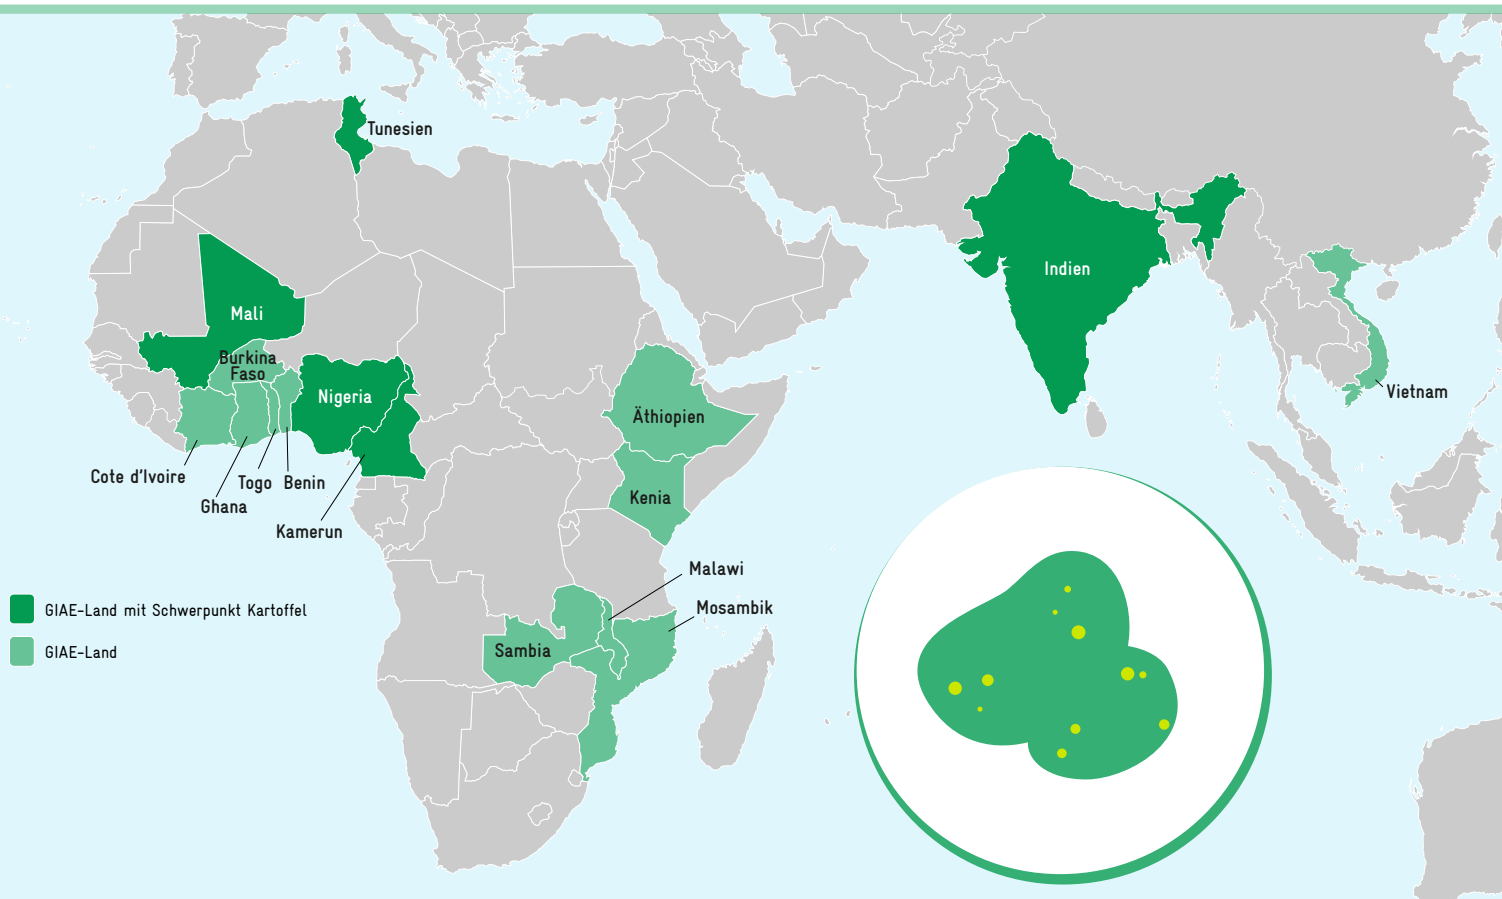 Tunesien
Indien
Mali
Burkina
Faso
Nigeria
Vietnam
Äthiopien
Cote d'Ivoire
Togo
Benin
Kenia
Ghana
Kamerun
Malawi
GIAE-Land mit Schwerpunkt Kartoffel
Mosambik
GIAE-Land
Sambia